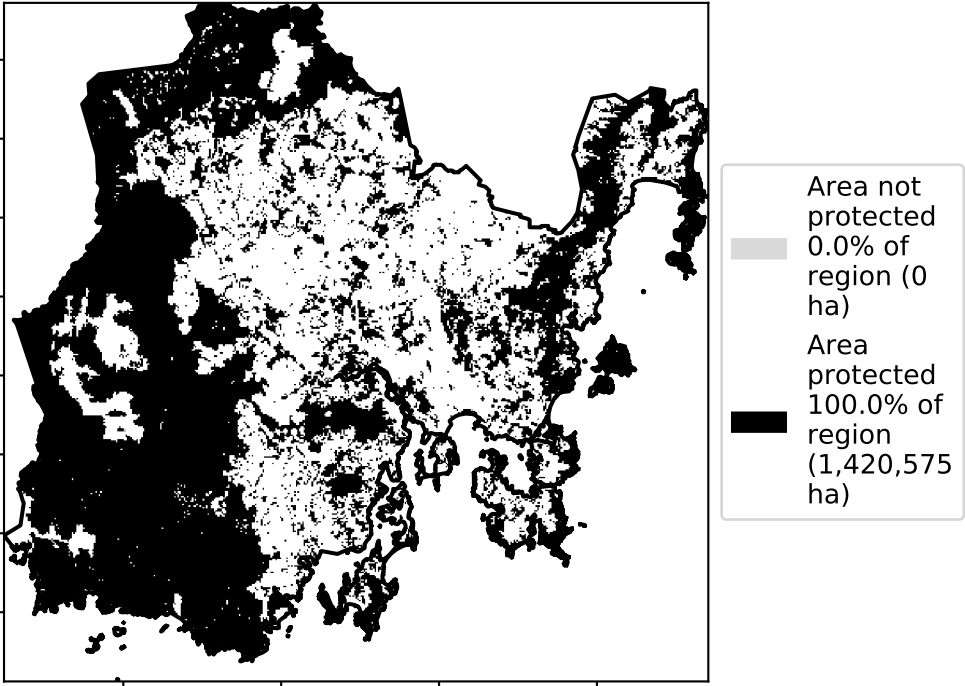 Area not
protected
0.0% of
region (0
ha)
Area
protected
100.0% of
region
(1,420,575
ha)